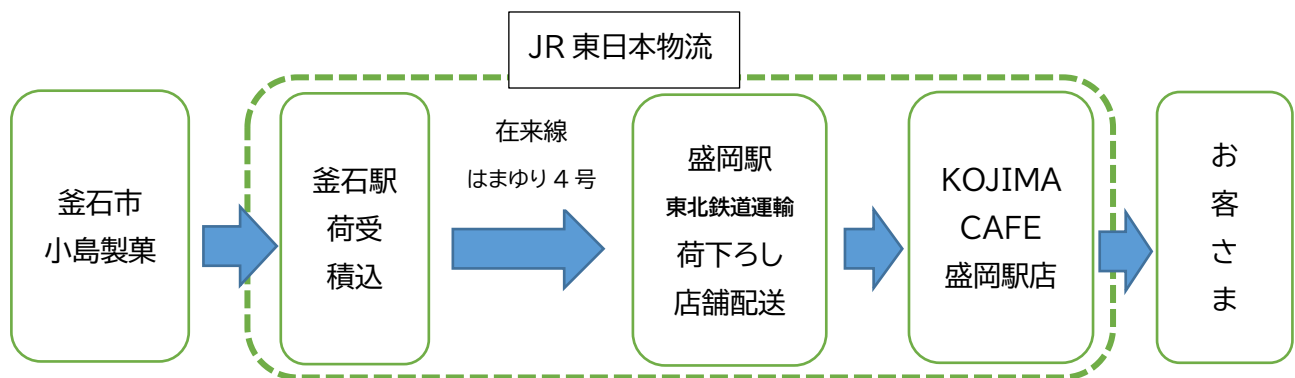 JR東日本物流
釜石市
小島製菓
釜石駅
荷受
積込
在来線
はまゆり4号
盛岡駅
東北鉄道運輸
荷下ろし
店舗配送
KOJIMA
CAFE
盛岡駅店
お
客
さ
ま